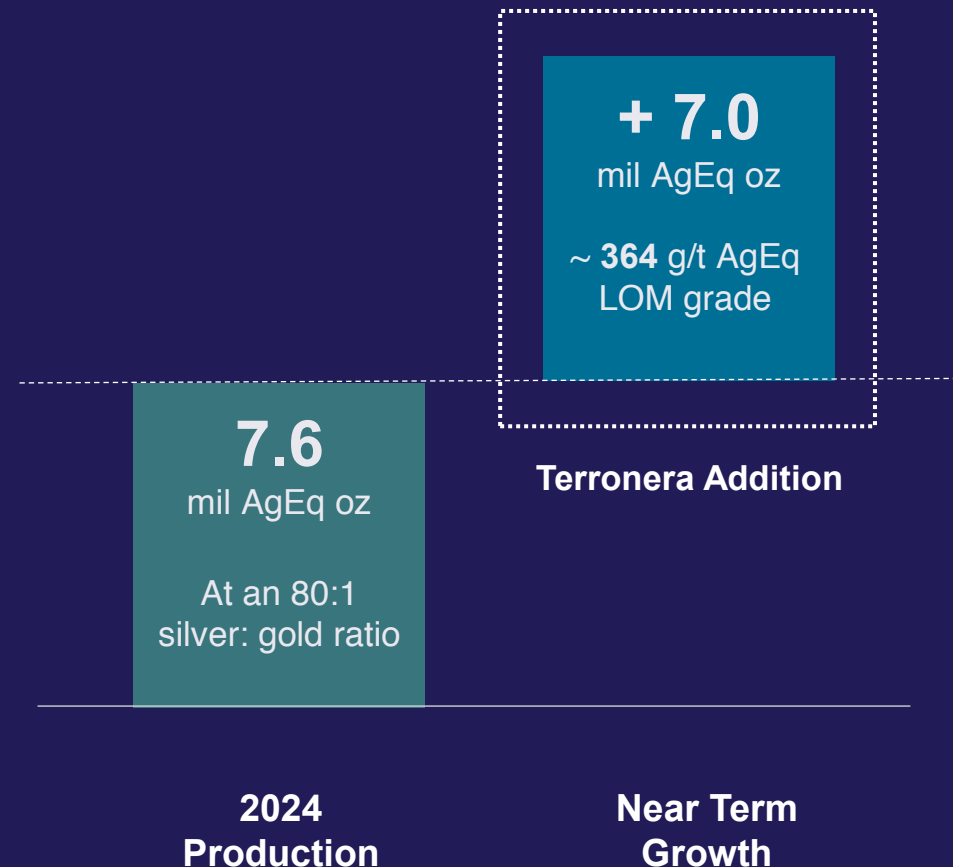 + 7.0
mil AgEq oz
~ 364 g/t AgEq
LOM grade
Terronera Addition
7.6
mil AgEq oz
At an 80:1
silver: gold ratio
2024
Production
Near Term
Growth